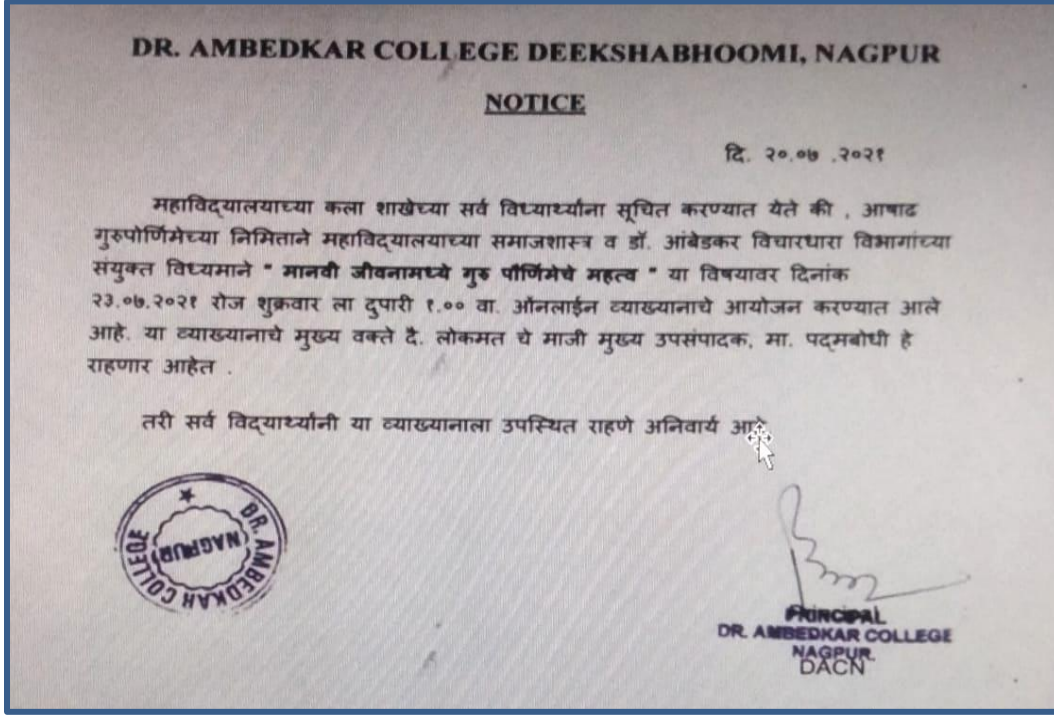 DR. AMBEDKAR COLLEGE DEEKSHABHOOMI, NAGPUR
NOTICE
दि. २०.०७ .२०२१
महाविद्यालयाच्या कला शाखेच्या सर्व विध्यार्थ्यांना सूचित करण्यात येते की , आषाढ
गुरुपोर्णिमेच्या निमिताने महाविद्यालयाच्या समाजशास्त्र व डॉ. आंबेडकर विचारधारा विभागांच्या
संयुक्त विध्यमाने " मानवी जीवनामध्ये गुरु पौर्णिमेचे महत्व " या विषयावर दिनांक
२३.०७.२०२१ रोज शुक्रवार ला दुपारी १.०० वा. ऑनलाईन व्याख्यानाचे आयोजन करण्यात आले
आहे. या व्याख्यानाचे मुख्य वक्ते दै. लोकमत चे माजी मुख्य उपसंपादक, मा. पद्मबोधी हे
राहणार आहेत .
तरी सर्व विद्यार्थ्यांनी या व्याख्यानाला उपस्थित राहणे अनिवार्य आहे
DR. AMBEDKAR COLLEGE
NAGPUR
PRINCIPAL
DR. AMBEDKAR COLLEGE
NAGPUR.
DACN